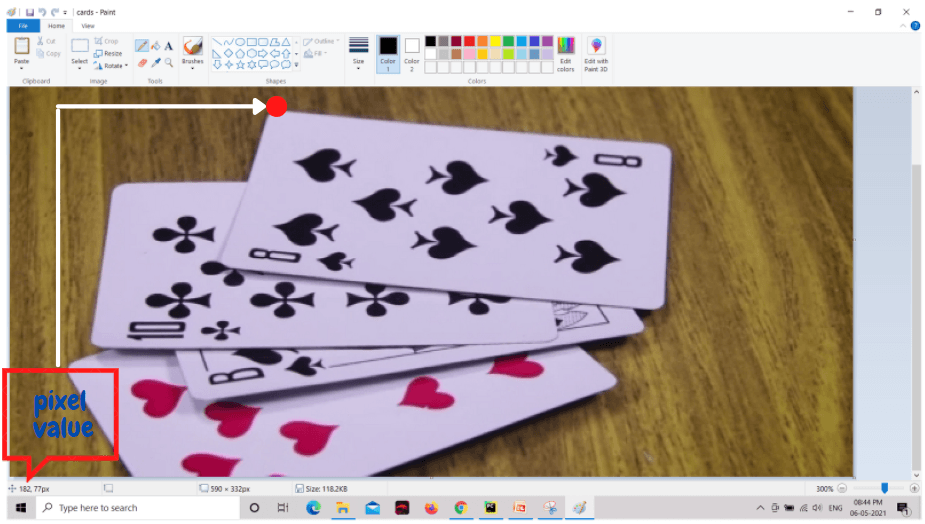 cards - Paint
File Home View
Paste
Cut
Copy
Clipboard
Select
Crop
Resize
Rotate
Image
A
Tools
Brushes
Outline
Fill
Shapes
Size
Color 1
Color 2
Colors
Edit colors
Edit with Paint 3D
8
8
10
pixel
value
182, 77px
590 × 332px
Size: 118.2KB
300%
Type here to search
ENG
08:44 PM
06-05-2021